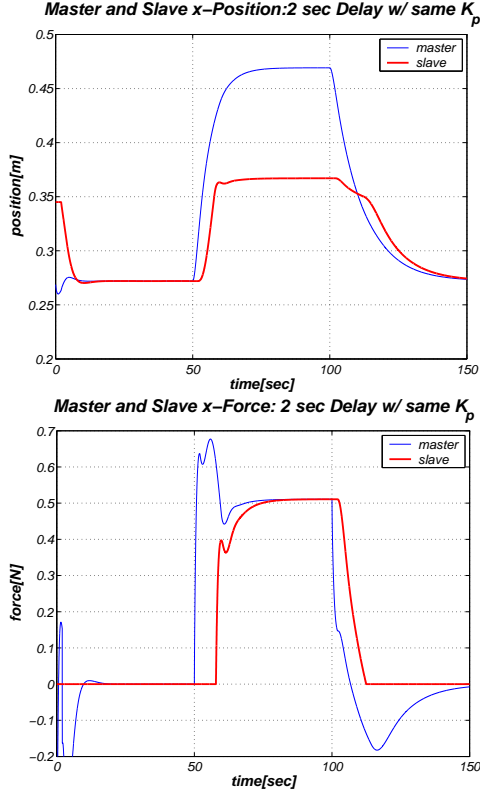 Master and Slave x-Position:2 sec Delay w/ same K_p
master
slave
0.5
0.45
0.4
0.35
0.3
0.25
0.2
position[m]
0
50
100
150
time[sec]
Master and Slave x-Force: 2 sec Delay w/ same K_p
master
slave
0.7
0.6
0.5
0.4
0.3
0.2
0.1
0
−0.1
−0.2
force[N]
0
50
100
150
time[sec]